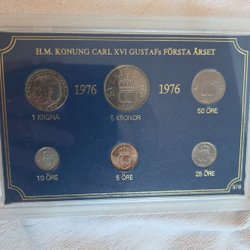 H.M. KONUNG CARL XVI GUSTAFs FÖRSTA ÅRSET
1976 1976
1 KRONA 5 KRONOR 50 ÖRE
10 ÖRE 5 ÖRE 25 ÖRE